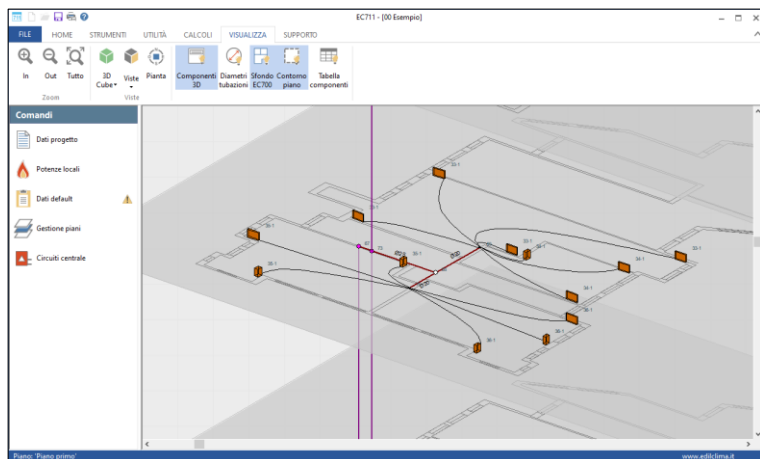 EC711 - [00 Esempio]
FILE HOME STRUMENTI UTILITÀ CALCOLI VISUALIZZA SUPPORTO
In Out Tutto 3D Cube Viste Pianta Componenti 3D Diametri tubazioni Sfondo EC700 Contorno piano Tabella componenti
Zoom Viste
Comandi
Dati progetto
Potenze locali
Dati default
Gestione piani
Circuiti centrale
Piano: 'Piano primo' www.edilclima.it